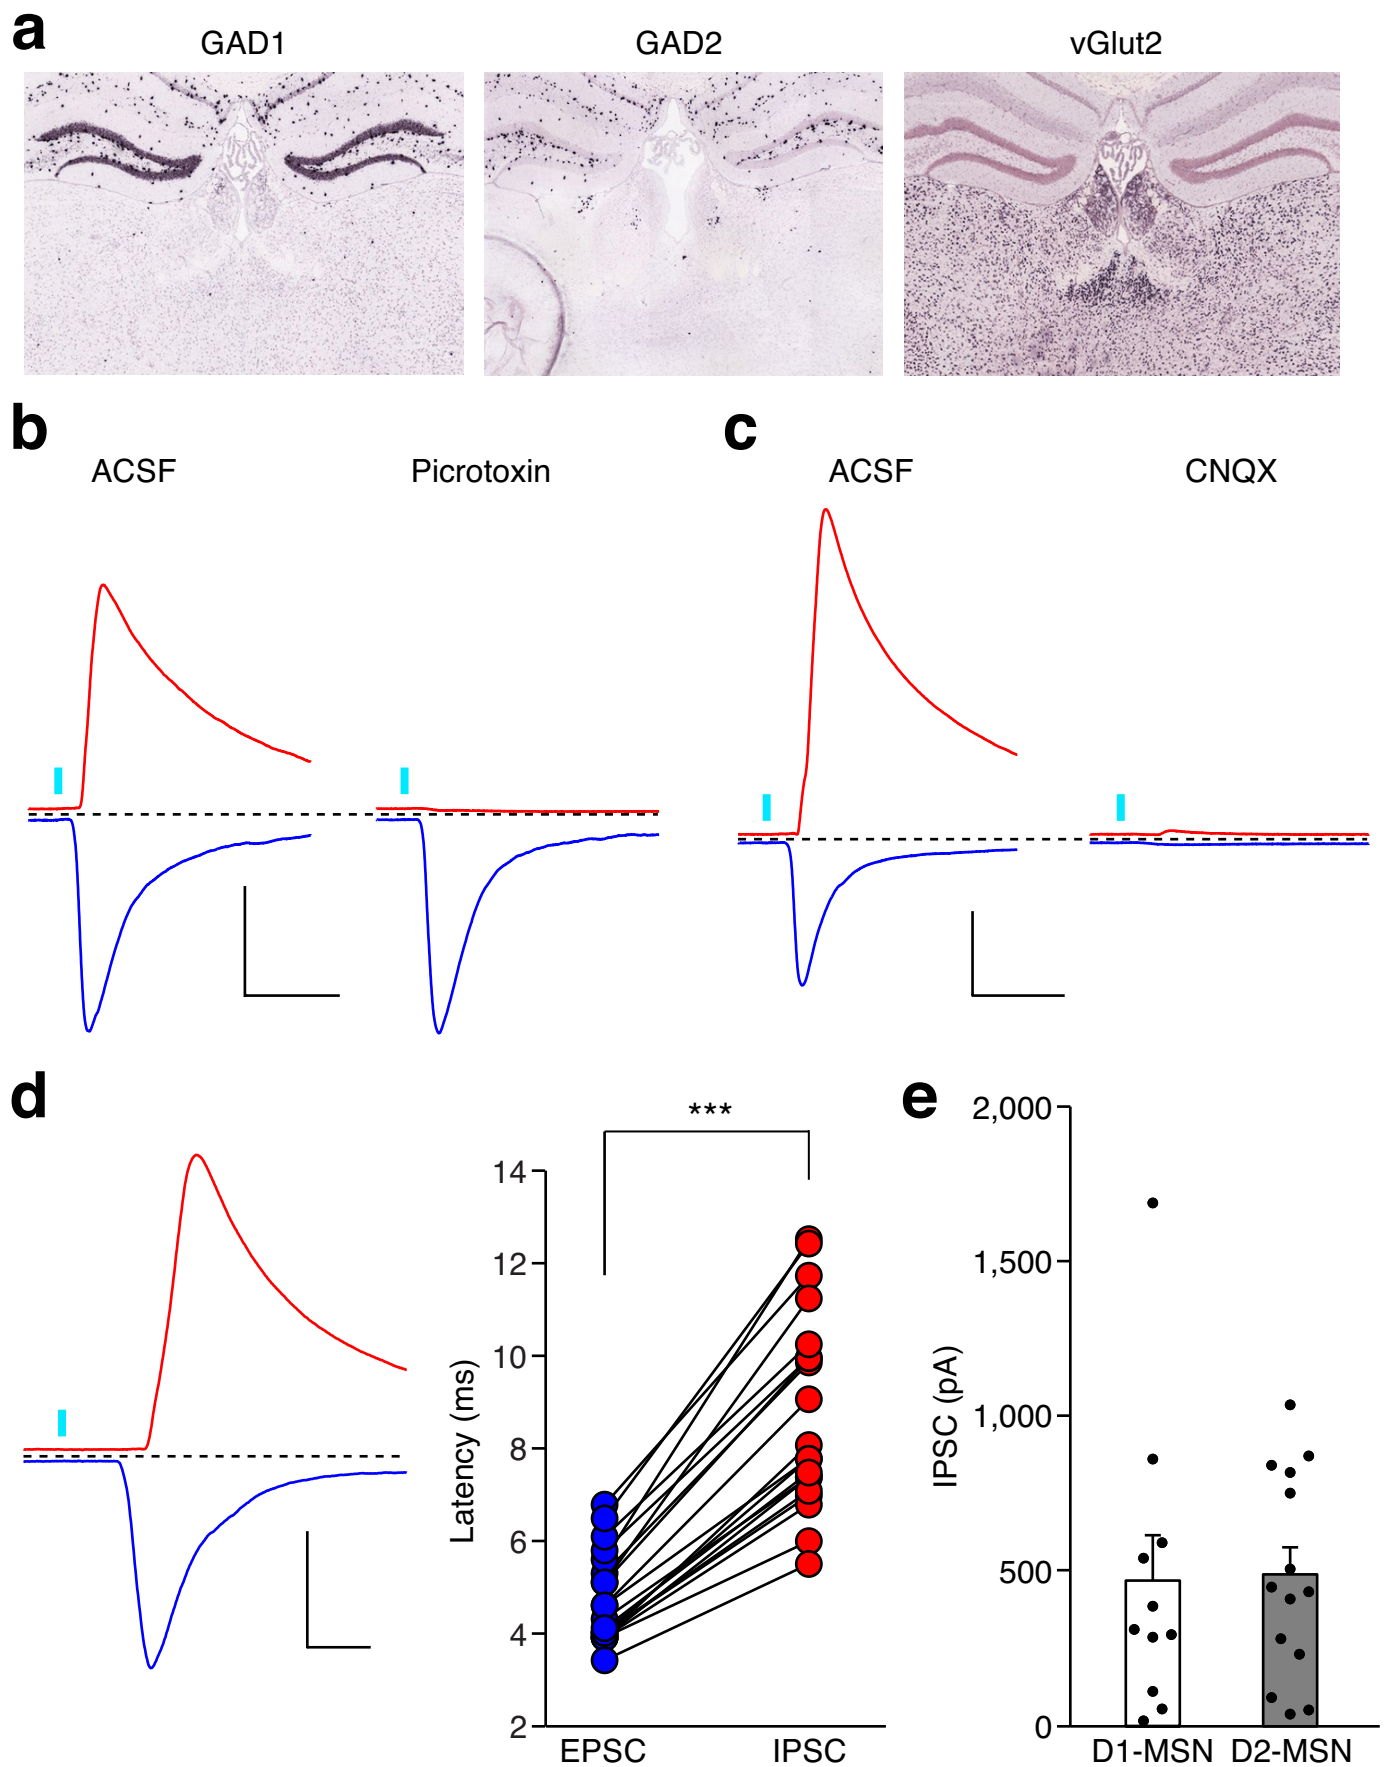 a
GAD1
GAD2
vGlut2
b
c
ACSF
Picrotoxin
ACSF
CNQX
d
e
***
14
12
10
8
6
4
2
Latency (ms)
EPSC
IPSC
2,000
1,500
1,000
500
0
IPSC (pA)
D1-MSN
D2-MSN